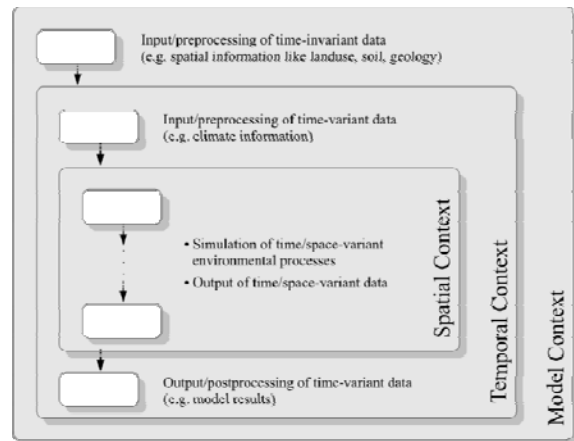 Input/preprocessing of time-invariant data
(e.g. spatial information like landuse, soil, geology)
Input/preprocessing of time-variant data
(e.g. climate information)
• Simulation of time/space-variant
environmental processes
• Output of time/space-variant data
Output/postprocessing of time-variant data
(e.g. model results)
Spatial Context
Temporal Context
Model Context